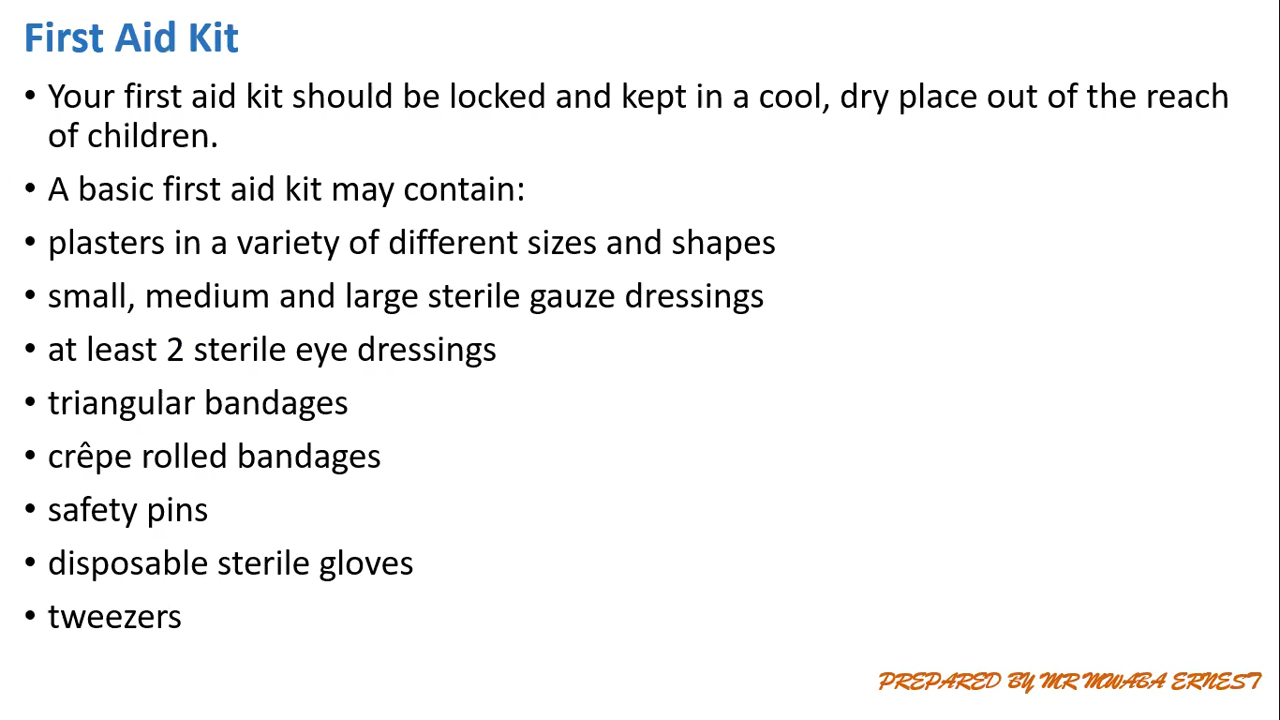 First Aid Kit
• Your first aid kit should be locked and kept in a cool, dry place out of the reach
of children.
• A basic first aid kit may contain:
• plasters in a variety of different sizes and shapes
• small, medium and large sterile gauze dressings
• at least 2 sterile eye dressings
• triangular bandages
• crêpe rolled bandages
• safety pins
• disposable sterile gloves
• tweezers
PREPARED BY MR MWABA ERNEST